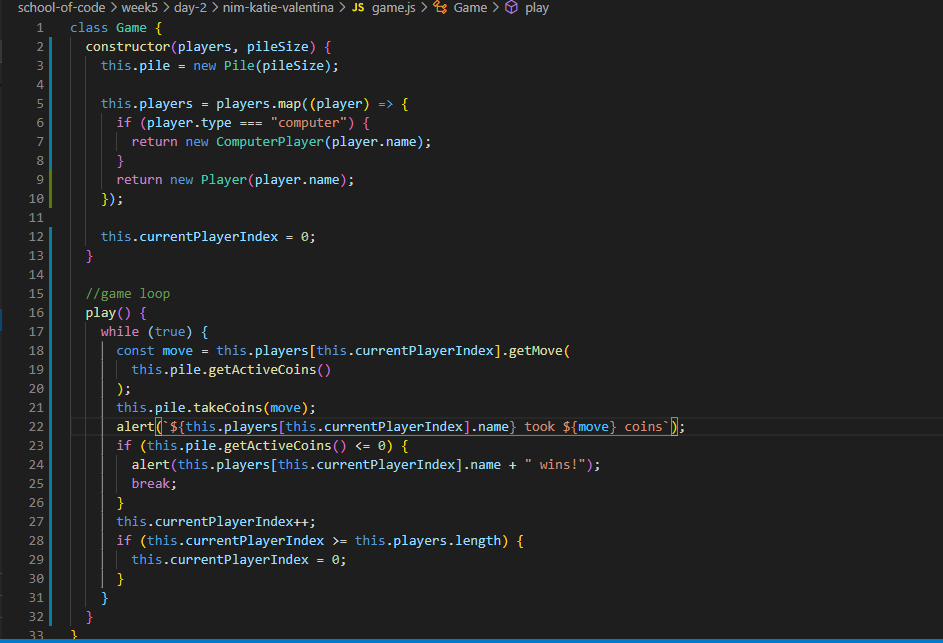 school-of-code > week5 > day-2 > nim-katie-valentina > JS game.js > Game > play
1 class Game {
2   constructor(players, pileSize) {
3     this.pile = new Pile(pileSize);
4
5     this.players = players.map((player) => {
6       if (player.type === "computer") {
7         return new ComputerPlayer(player.name);
8       }
9       return new Player(player.name);
10     });
11
12     this.currentPlayerIndex = 0;
13   }
14
15   //game loop
16   play() {
17     while (true) {
18       const move = this.players[this.currentPlayerIndex].getMove(
19         this.pile.getActiveCoins()
20       );
21       this.pile.takeCoins(move);
22       alert(`${this.players[this.currentPlayerIndex].name} took ${move} coins`);
23       if (this.pile.getActiveCoins() <= 0) {
24         alert(this.players[this.currentPlayerIndex].name + " wins!");
25         break;
26       }
27       this.currentPlayerIndex++;
28       if (this.currentPlayerIndex >= this.players.length) {
29         this.currentPlayerIndex = 0;
30       }
31     }
32   }
33 }